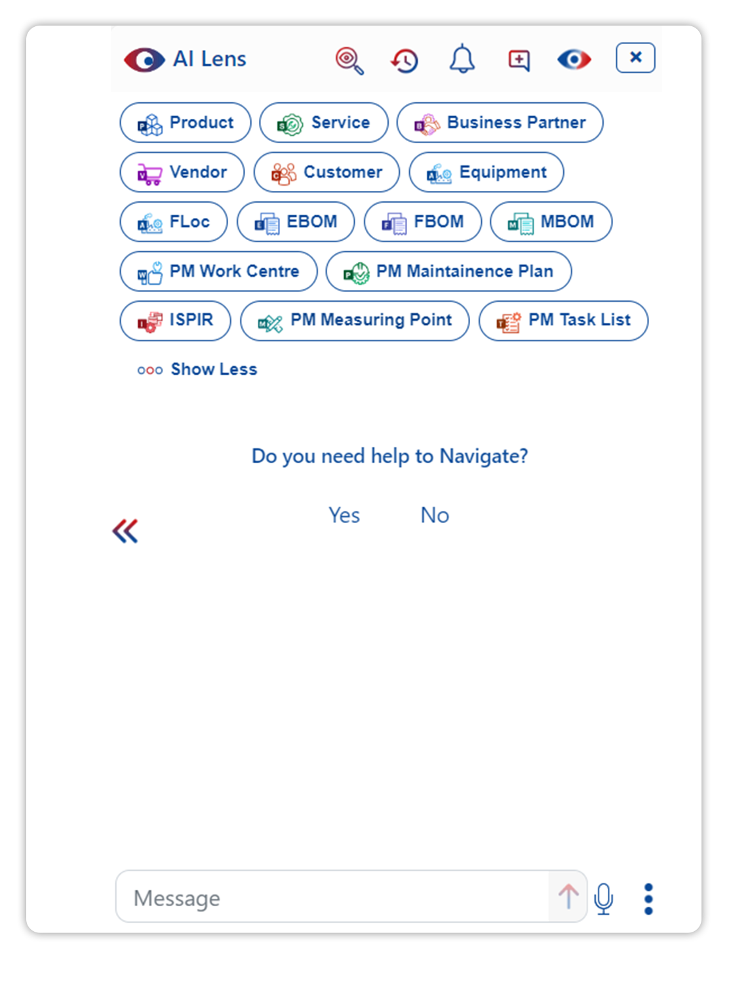 AI Lens
Product Service Business Partner
Vendor Customer Equipment
FLoc EBOM FBOM MBOM
PM Work Centre PM Maintainence Plan
ISPIR PM Measuring Point PM Task List
Show Less
Do you need help to Navigate?
Yes No
Message